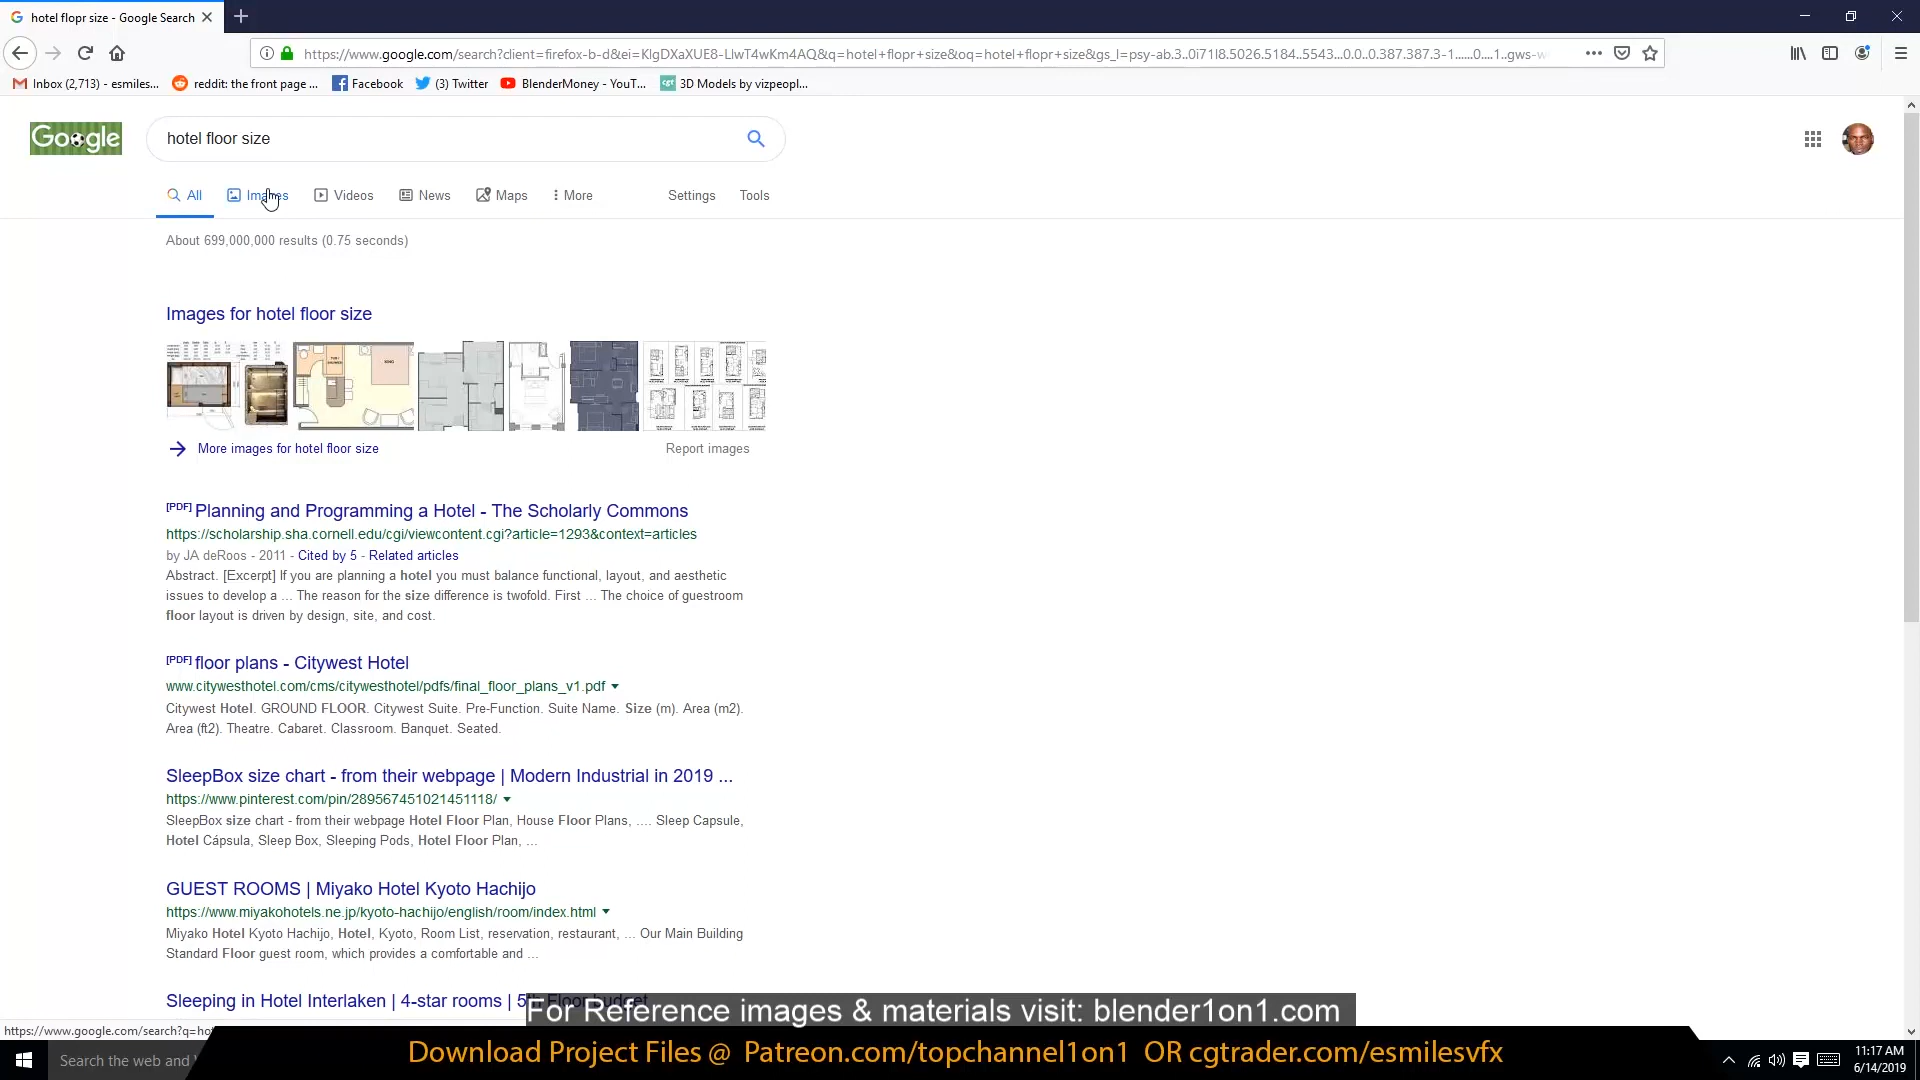 hotel flopr size - Google Search
https://www.google.com/search?client=firefox-b-d&ei=KlgDXaXUE8-LlwT4wKm4AQ&q=hotel+flopr+size&oq=hotel+flopr+size&gs_l=psy-ab.3..0i71l8.5026.5184..5543...0.0..0.387.387.3-1......0....1..gws-w
Inbox (2,713) - esmiles... reddit: the front page ... Facebook (3) Twitter BlenderMoney - YouT... cgt 3D Models by vizpeopl...
Google hotel floor size
All Images Videos News Maps More Settings Tools
About 699,000,000 results (0.75 seconds)
Images for hotel floor size
More images for hotel floor size Report images
[PDF] Planning and Programming a Hotel - The Scholarly Commons
https://scholarship.sha.cornell.edu/cgi/viewcontent.cgi?article=1293&context=articles
by JA deRoos - 2011 - Cited by 5 - Related articles
Abstract. [Excerpt] If you are planning a hotel you must balance functional, layout, and aesthetic
issues to develop a ... The reason for the size difference is twofold. First ... The choice of guestroom
floor layout is driven by design, site, and cost.
[PDF] floor plans - Citywest Hotel
www.citywesthotel.com/cms/citywesthotel/pdfs/final_floor_plans_v1.pdf
Citywest Hotel. GROUND FLOOR. Citywest Suite. Pre-Function. Suite Name. Size (m). Area (m2).
Area (ft2). Theatre. Cabaret. Classroom. Banquet. Seated.
SleepBox size chart - from their webpage | Modern Industrial in 2019 ...
https://www.pinterest.com/pin/289567451021451118/
SleepBox size chart - from their webpage Hotel Floor Plan, House Floor Plans, .... Sleep Capsule,
Hotel Cápsula, Sleep Box, Sleeping Pods, Hotel Floor Plan, ...
GUEST ROOMS | Miyako Hotel Kyoto Hachijo
https://www.miyakohotels.ne.jp/kyoto-hachijo/english/room/index.html
Miyako Hotel Kyoto Hachijo, Hotel, Kyoto, Room List, reservation, restaurant, ... Our Main Building
Standard Floor guest room, which provides a comfortable and ...
Sleeping in Hotel Interlaken | 4-star rooms | 5th Floor budget
For Reference images & materials visit: blender1on1.com
https://www.google.com/search?q=hot
Search the web and
Download Project Files @ Patreon.com/topchannel1on1 OR cgtrader.com/esmilesvfx
11:17 AM
6/14/2019